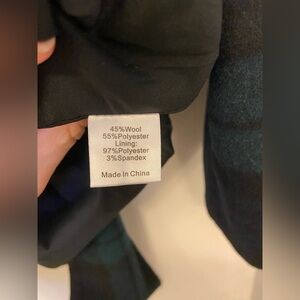 45%Wool
55%Polyester
Lining:
97%Polyester
3%Spandex
Made In China